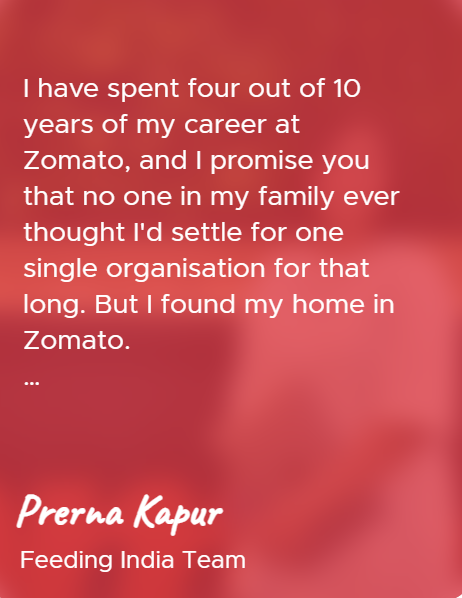 I have spent four out of 10
years of my career at
Zomato, and I promise you
that no one in my family ever
thought I'd settle for one
single organisation for that
long. But I found my home in
Zomato.
...
Prerna Kapur
Feeding India Team